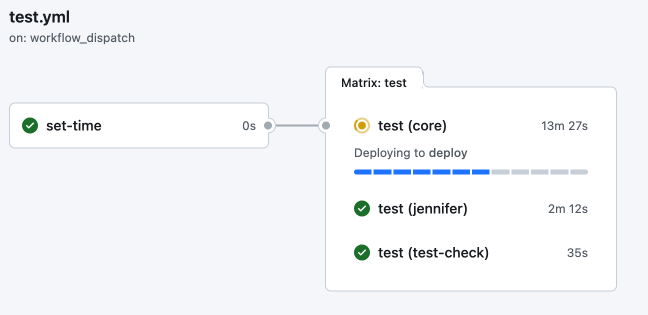 test.yml
on: workflow_dispatch
Matrix: test
set-time 0s
test (core) 13m 27s
Deploying to deploy
test (jennifer) 2m 12s
test (test-check) 35s